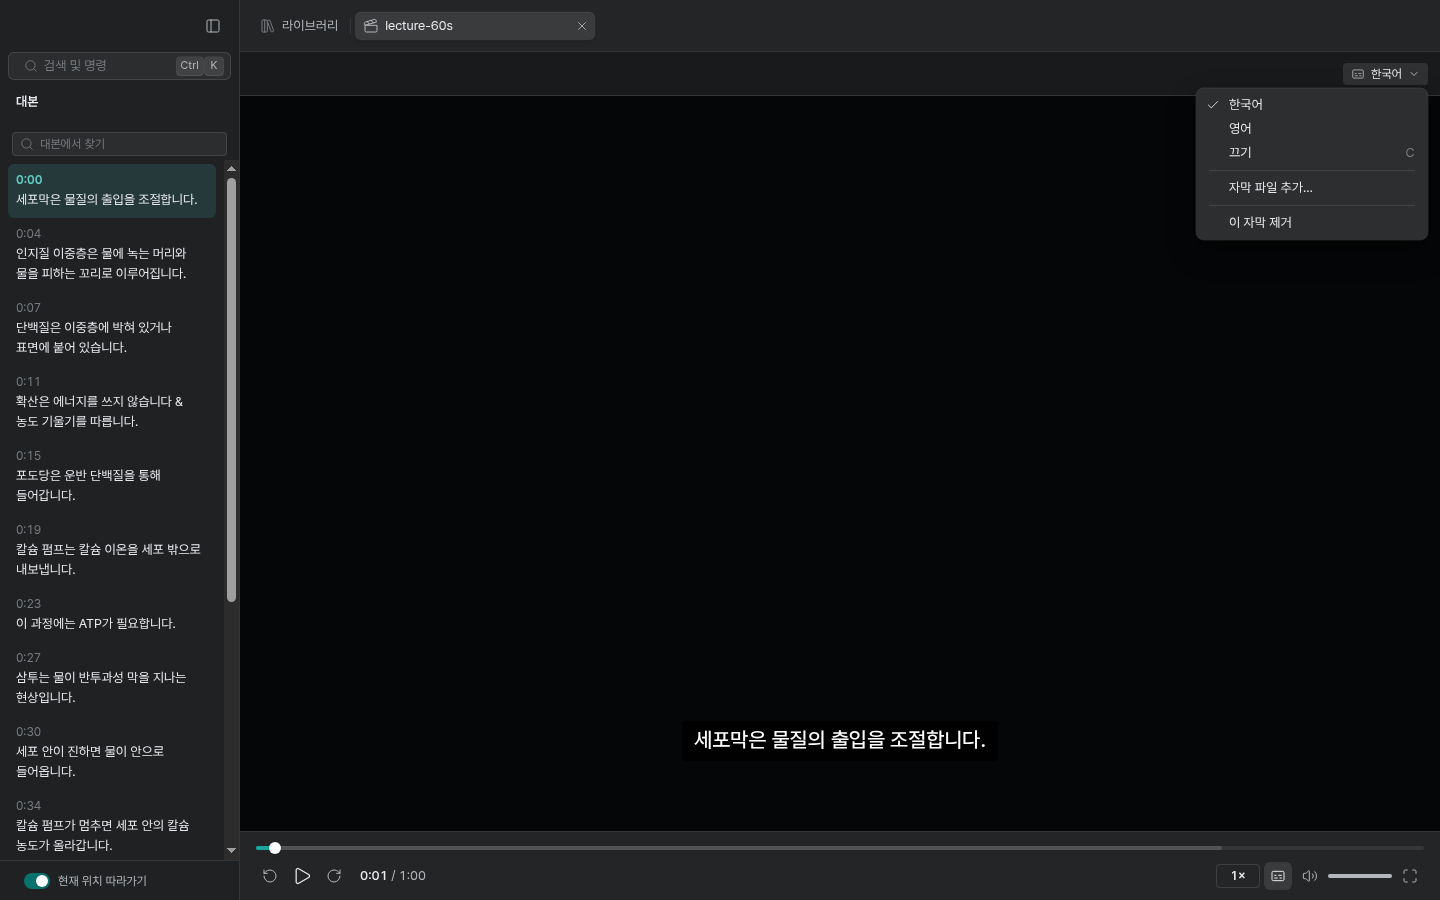 라이브러리
lecture-60s
검색 및 명령
Ctrl K
대본
대본에서 찾기
0:00
세포막은 물질의 출입을 조절합니다.
0:04
인지질 이중층은 물에 녹는 머리와
물을 피하는 꼬리로 이루어집니다.
0:07
단백질은 이중층에 박혀 있거나
표면에 붙어 있습니다.
0:11
확산은 에너지를 쓰지 않습니다 &
농도 기울기를 따릅니다.
0:15
포도당은 운반 단백질을 통해
들어갑니다.
0:19
칼슘 펌프는 칼슘 이온을 세포 밖으로
내보냅니다.
0:23
이 과정에는 ATP가 필요합니다.
0:27
삼투는 물이 반투과성 막을 지나는
현상입니다.
0:30
세포 안이 진하면 물이 안으로
들어옵니다.
0:34
칼슘 펌프가 멈추면 세포 안의 칼슘
농도가 올라갑니다.
현재 위치 따라가기
한국어
한국어
영어
끄기 C
자막 파일 추가...
이 자막 제거
세포막은 물질의 출입을 조절합니다.
0:01 / 1:00
1×